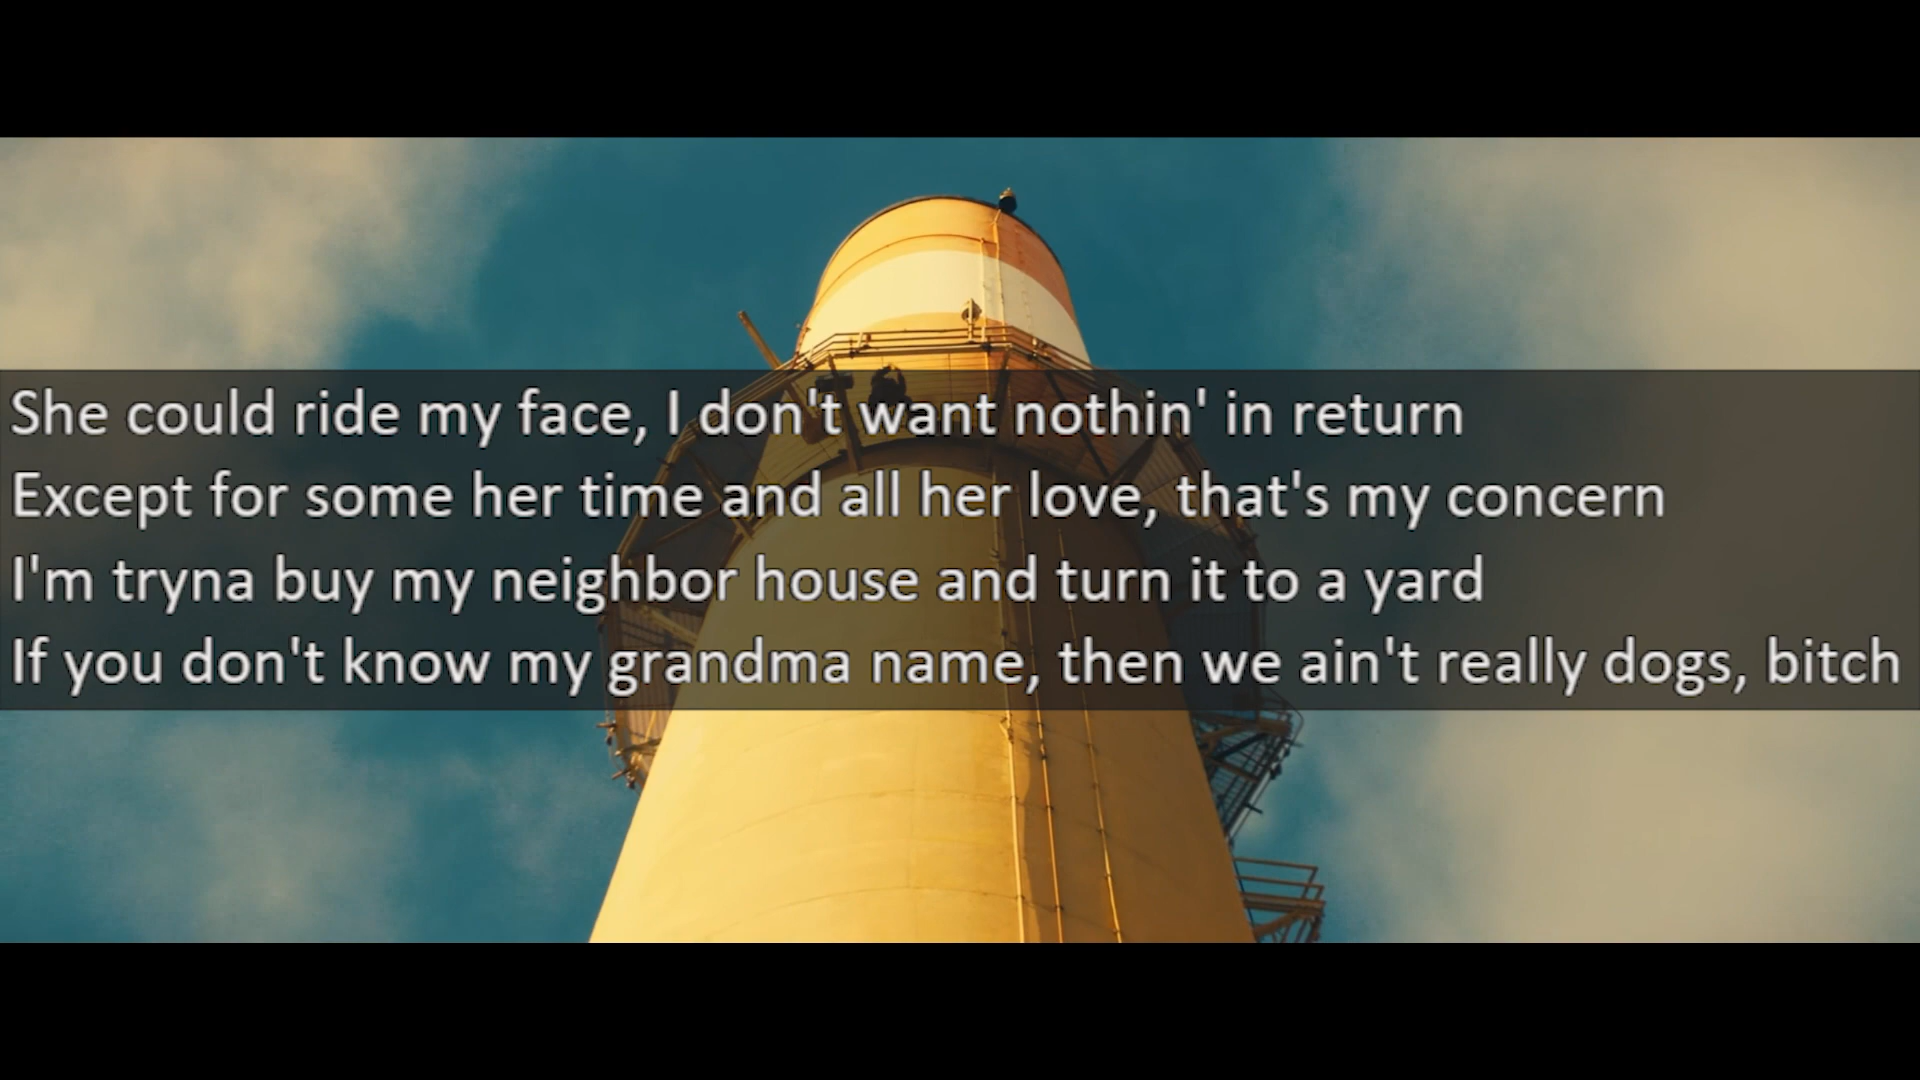 She could ride my face, I don't want nothin' in return
Except for some her time and all her love, that's my concern
I'm tryna buy my neighbor house and turn it to a yard
If you don't know my grandma name, then we ain't really dogs, bitch